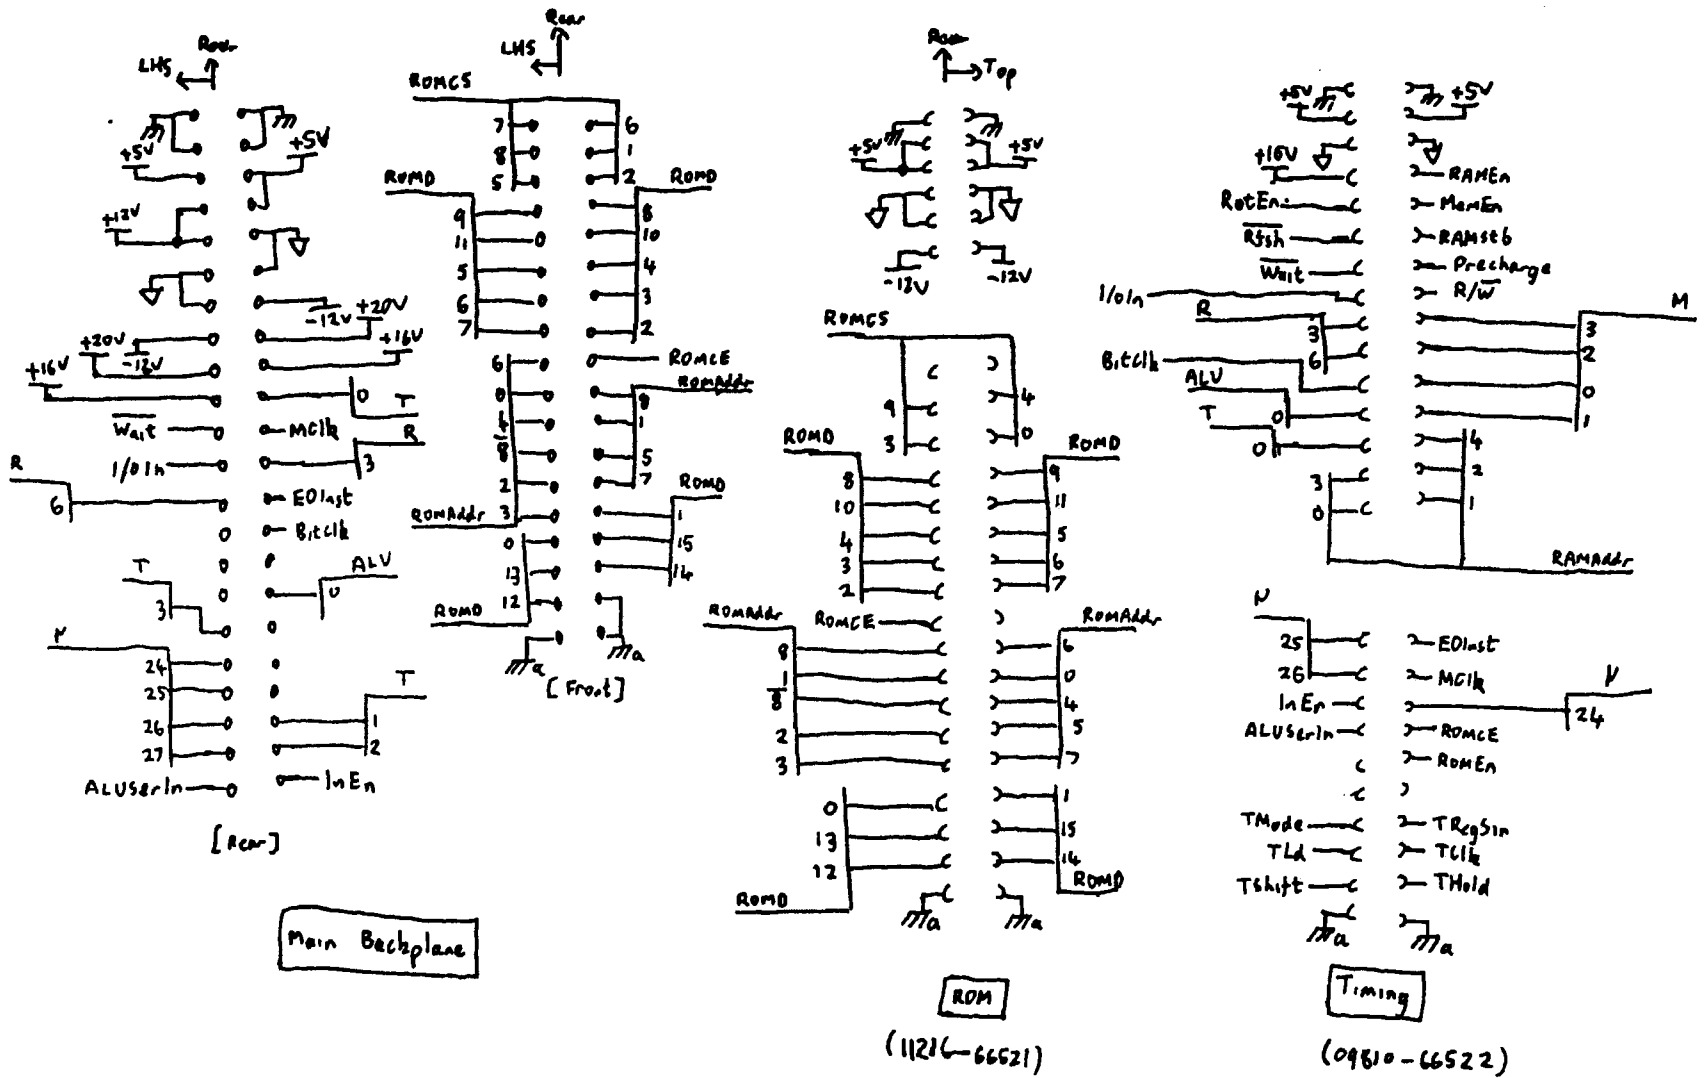 Rear
LHS
+5V
+5V
+12V
-12V
+20V
+20V
-12V
+16V
+16V
0
T
Wait
MClk
R
I/OIn
3
R
6
EOInst
BitClk
T
3
ALU
0
N
24
25
26
27
T
1
2
ALUSerIn
InEn
[Rear]
Main Backplane
Rear
LHS
ROMCS
7
8
5
6
1
2
ROMD
9
11
5
6
7
ROMD
8
10
4
3
2
ROMCE
6
0
4
8
2
3
ROMAddr
ROMAddr
8
1
5
7
0
13
12
ROMD
ROMD
1
15
14
a
a
[Front]
Rear
Top
+5V
+5V
-12V
-12V
ROMCS
9
3
4
0
ROMD
8
10
4
3
2
ROMD
9
11
5
6
7
ROMCE
ROMAddr
9
1
8
2
3
ROMAddr
6
0
4
5
7
0
13
12
ROMD
1
15
14
ROMD
a
a
ROM
(11216-66521)
+5V
+5V
+16V
RAMEn
RotEn
MemEn
Rfsh
RAMstb
Wait
Precharge
I/OIn
R/W
R
3
6
M
3
2
0
1
BitClk
ALU
0
T
0
3
0
4
2
1
RAMAddr
N
25
26
EOInst
MClk
InEn
N
24
ALUSerIn
ROMCE
ROMEn
TMode
TRegSin
TLd
TClk
TShift
THold
a
a
Timing
(09810-66522)